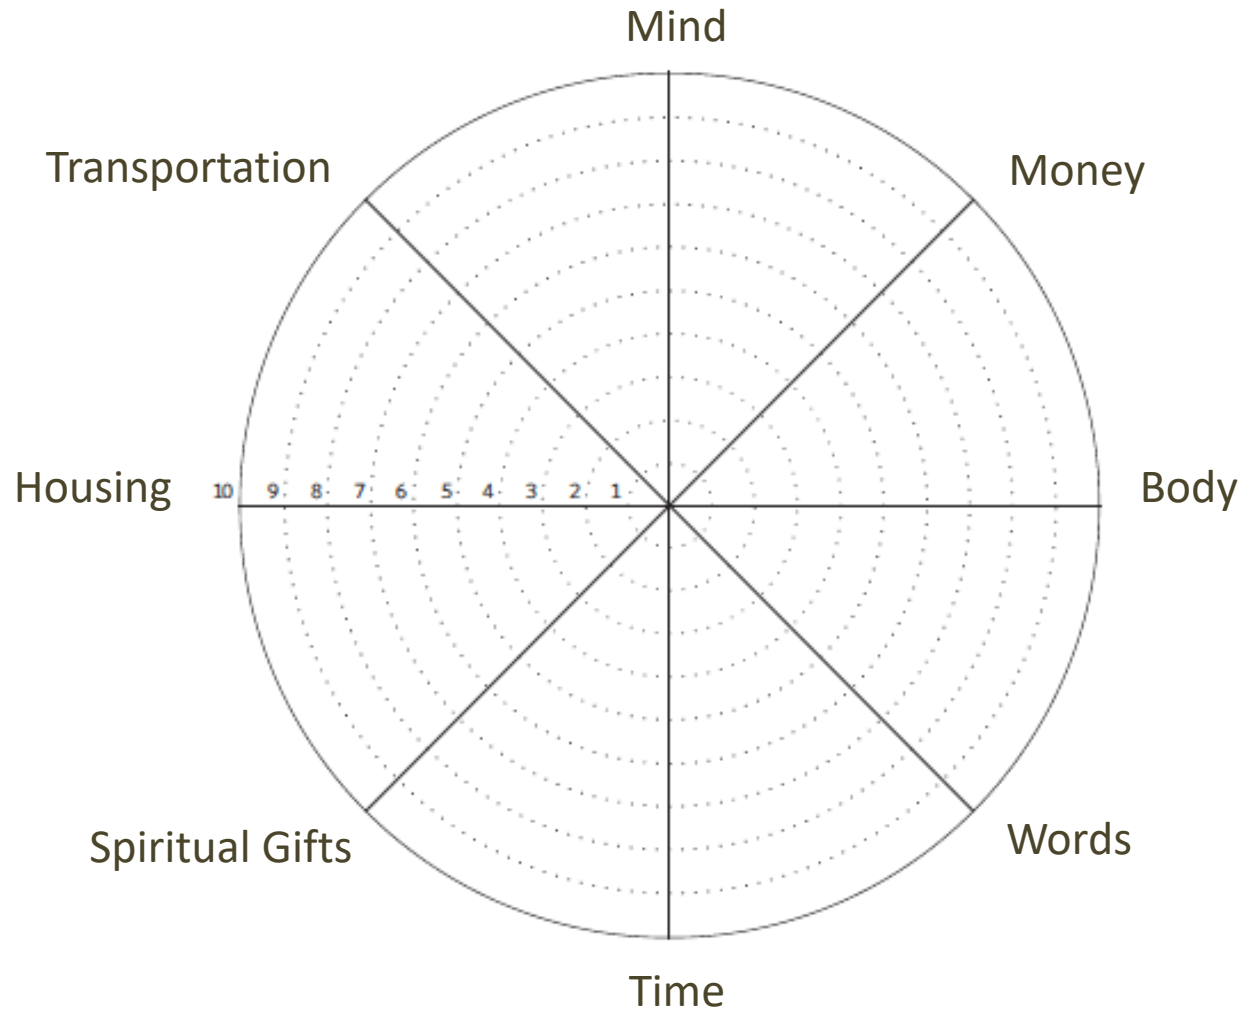 Mind
Transportation
Money
Housing
10 9 8 7 6 5 4 3 2 1
Body
Spiritual Gifts
Words
Time